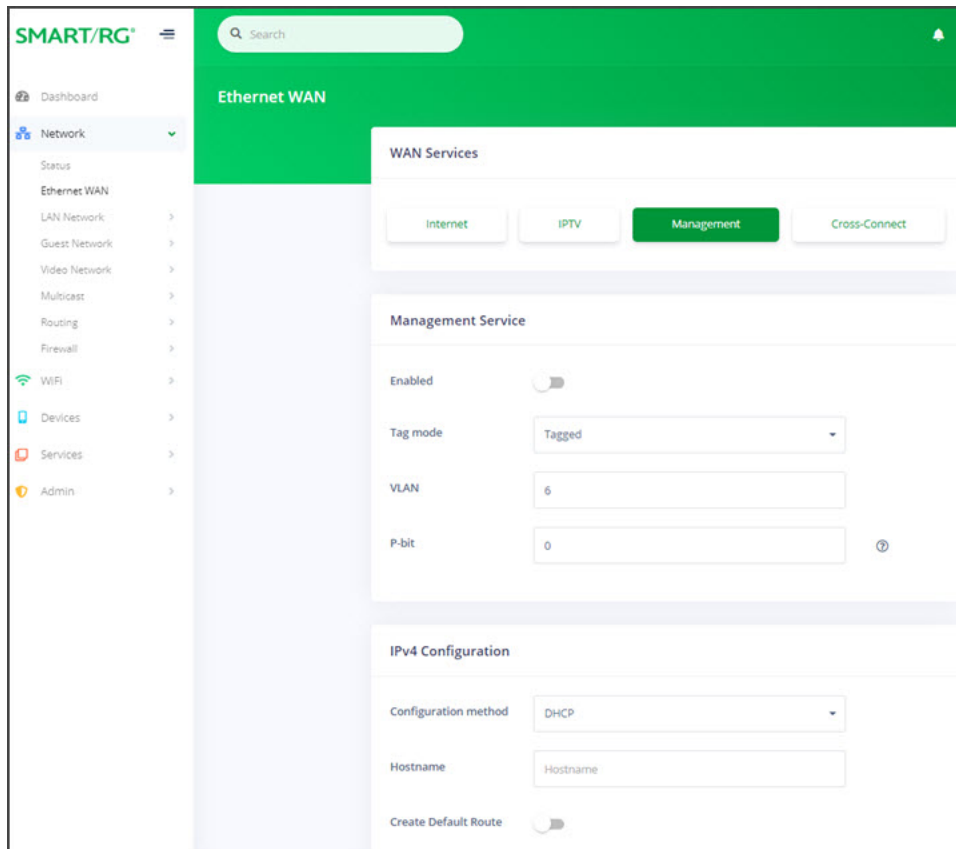 SMART/RG®
Search
Dashboard
Network
Status
Ethernet WAN
LAN Network
Guest Network
Video Network
Multicast
Routing
Firewall
WiFi
Devices
Services
Admin
Ethernet WAN
WAN Services
Internet IPTV Management Cross-Connect
Management Service
Enabled
Tag mode Tagged
VLAN 6
P-bit 0 ?
IPv4 Configuration
Configuration method DHCP
Hostname Hostname
Create Default Route